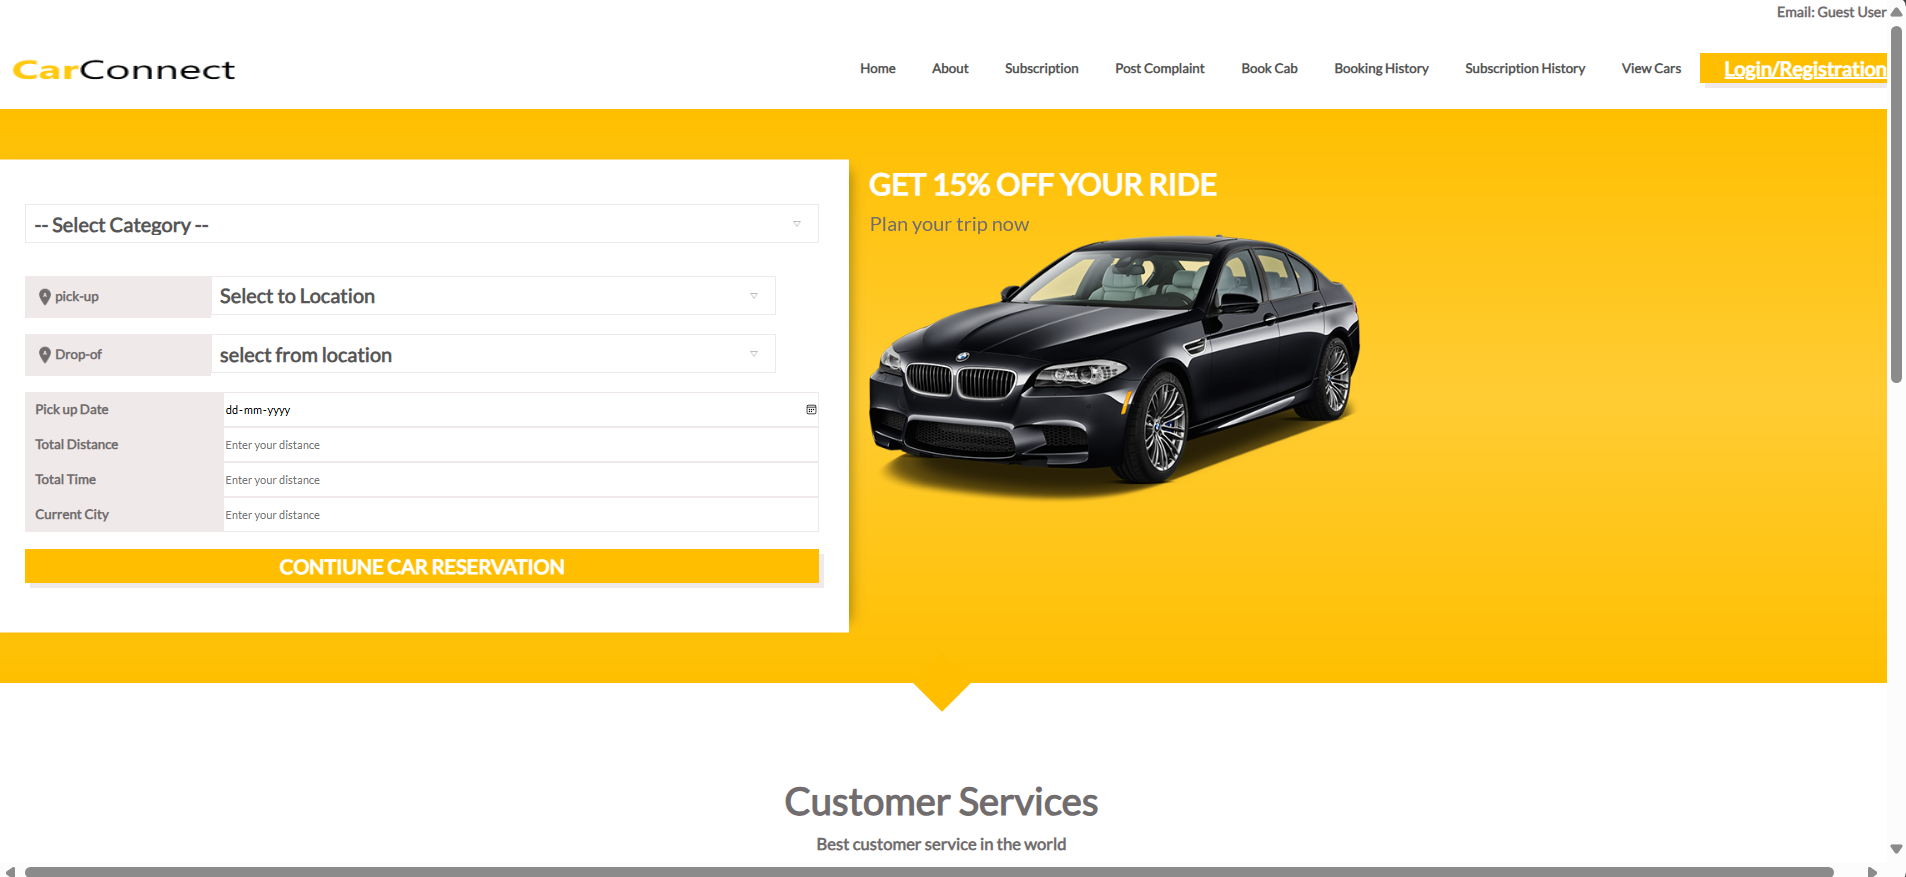 Email: Guest User
CarConnect
Home About Subscription Post Complaint Book Cab Booking History Subscription History View Cars Login/Registration
-- Select Category --
pick-up Select to Location
Drop-of select from location
Pick up Date dd-mm-yyyy
Total Distance Enter your distance
Total Time Enter your distance
Current City Enter your distance
CONTIUNE CAR RESERVATION
GET 15% OFF YOUR RIDE
Plan your trip now
Customer Services
Best customer service in the world